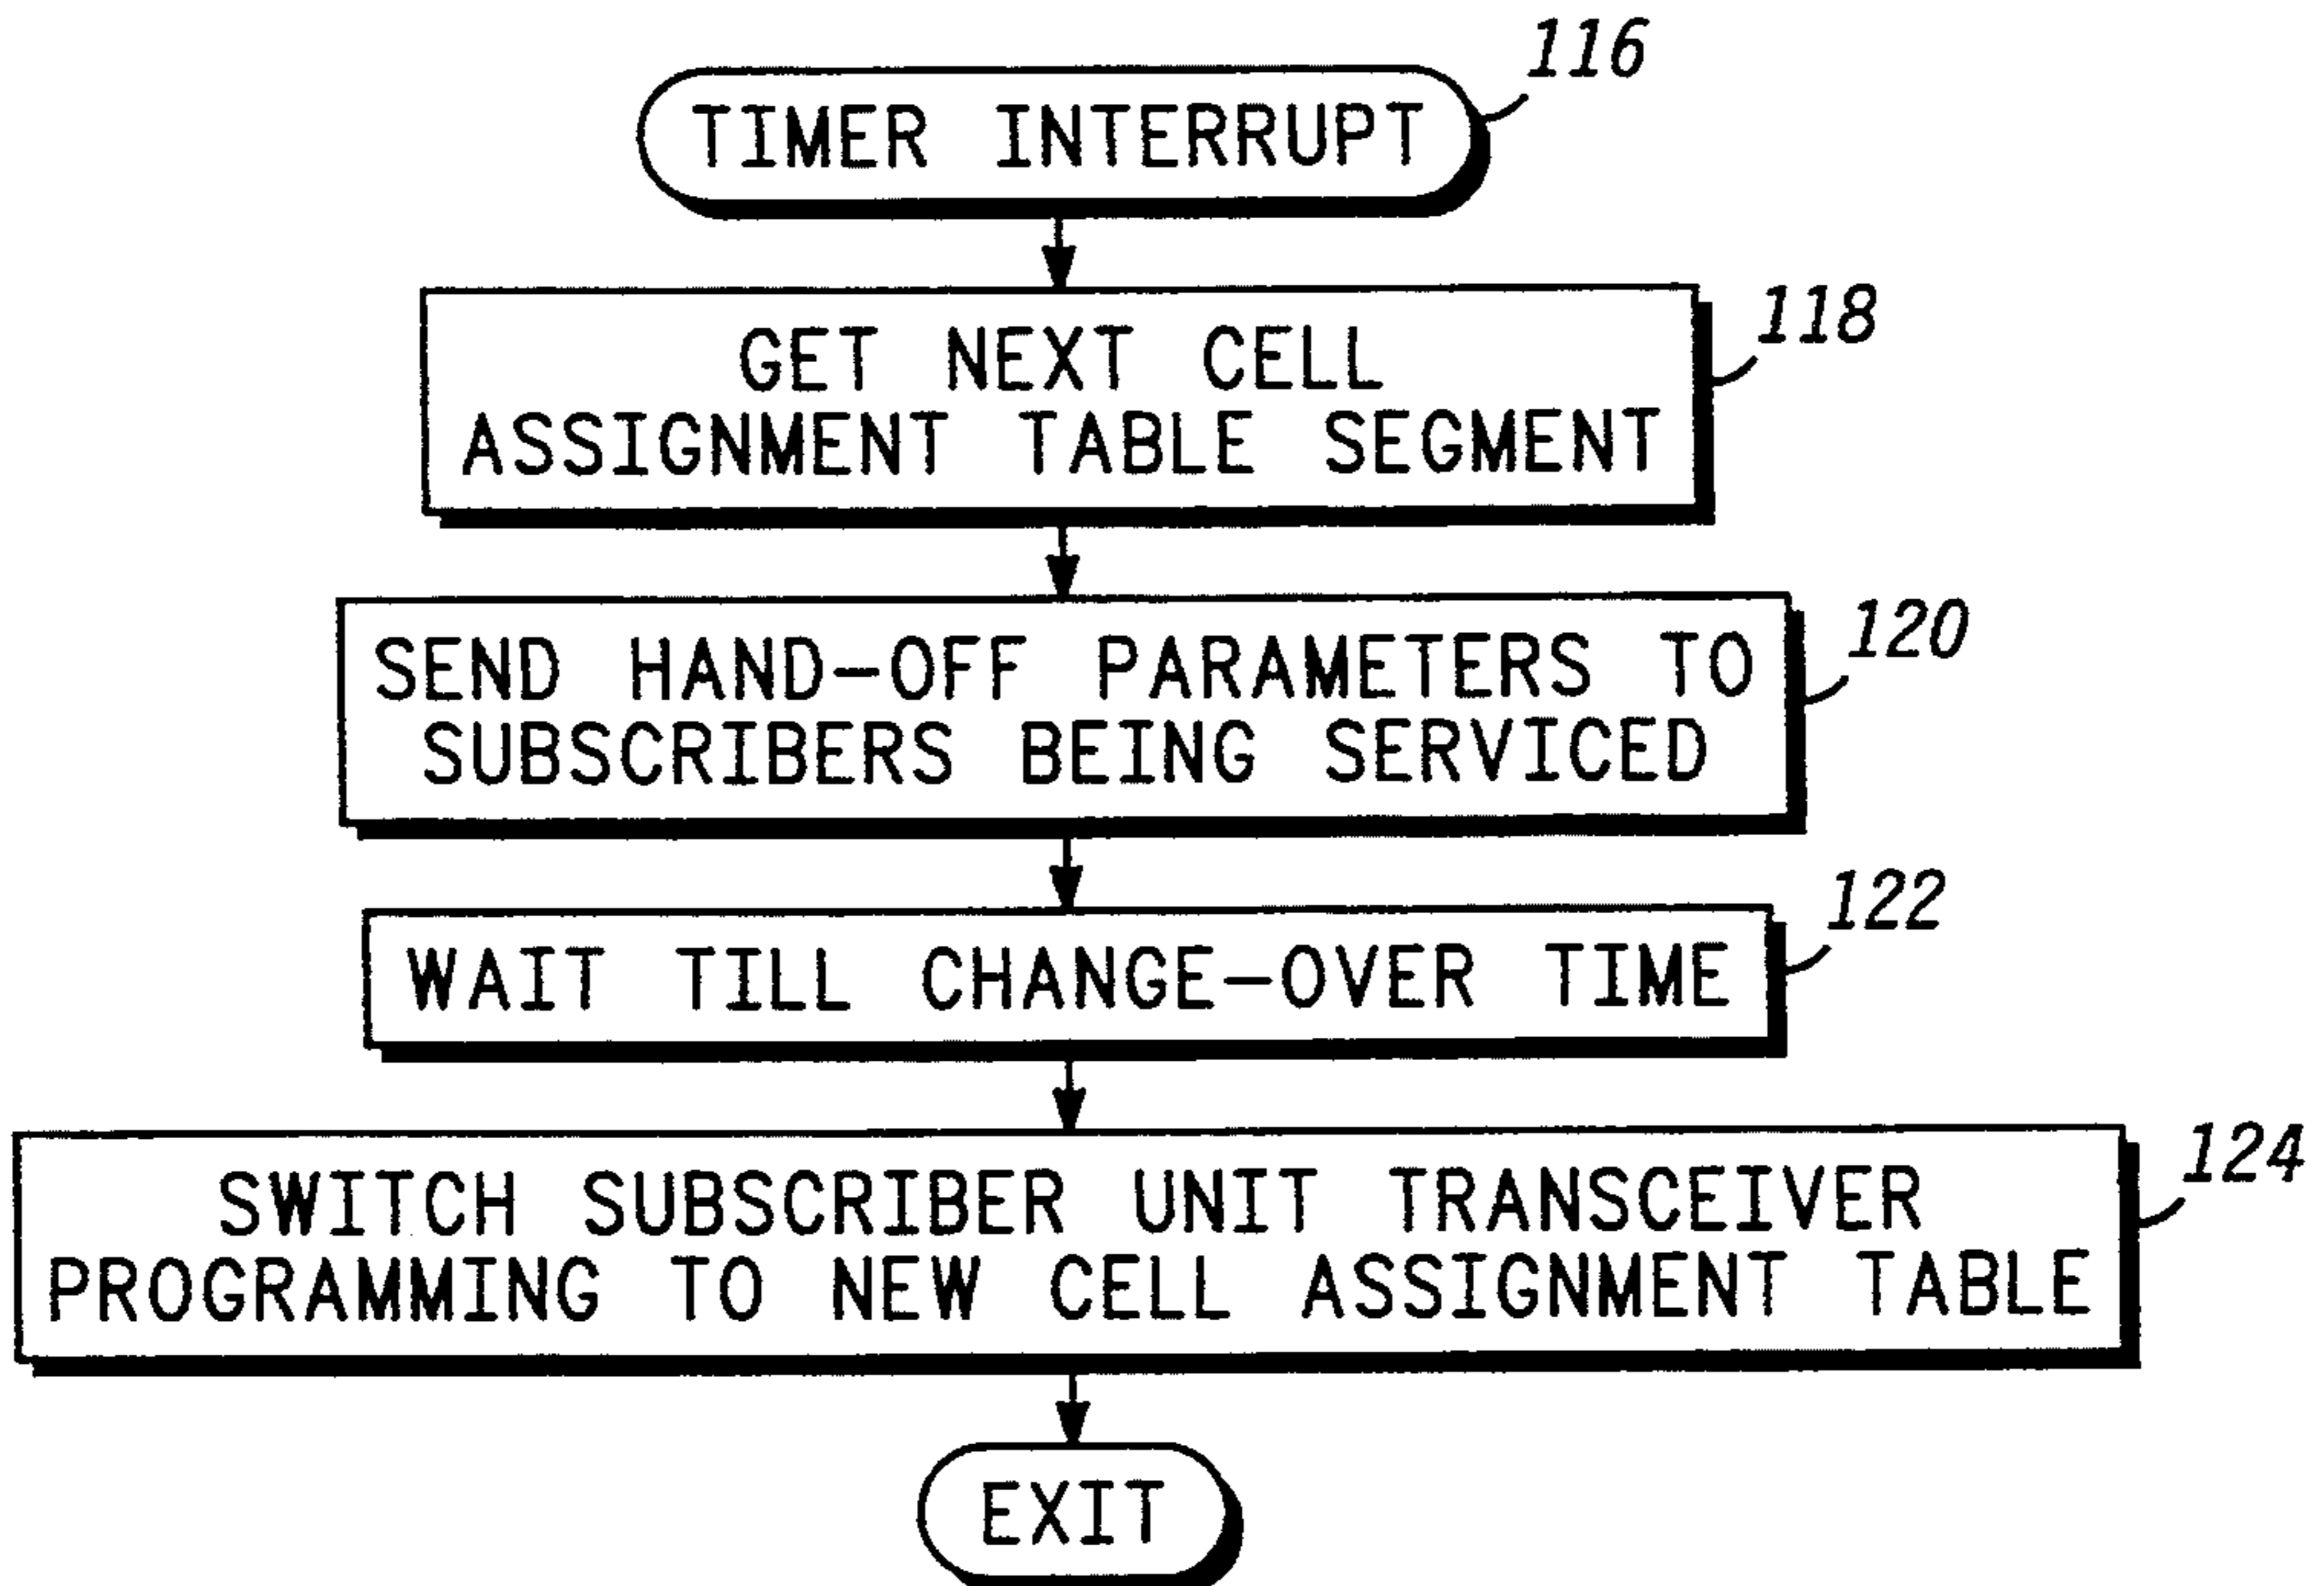 116
TIMER INTERRUPT
118
GET NEXT CELL
ASSIGNMENT TABLE SEGMENT
120
SEND HAND-OFF PARAMETERS TO
SUBSCRIBERS BEING SERVICED
122
WAIT TILL CHANGE-OVER TIME
124
SWITCH SUBSCRIBER UNIT TRANSCEIVER
PROGRAMMING TO NEW CELL ASSIGNMENT TABLE
EXIT